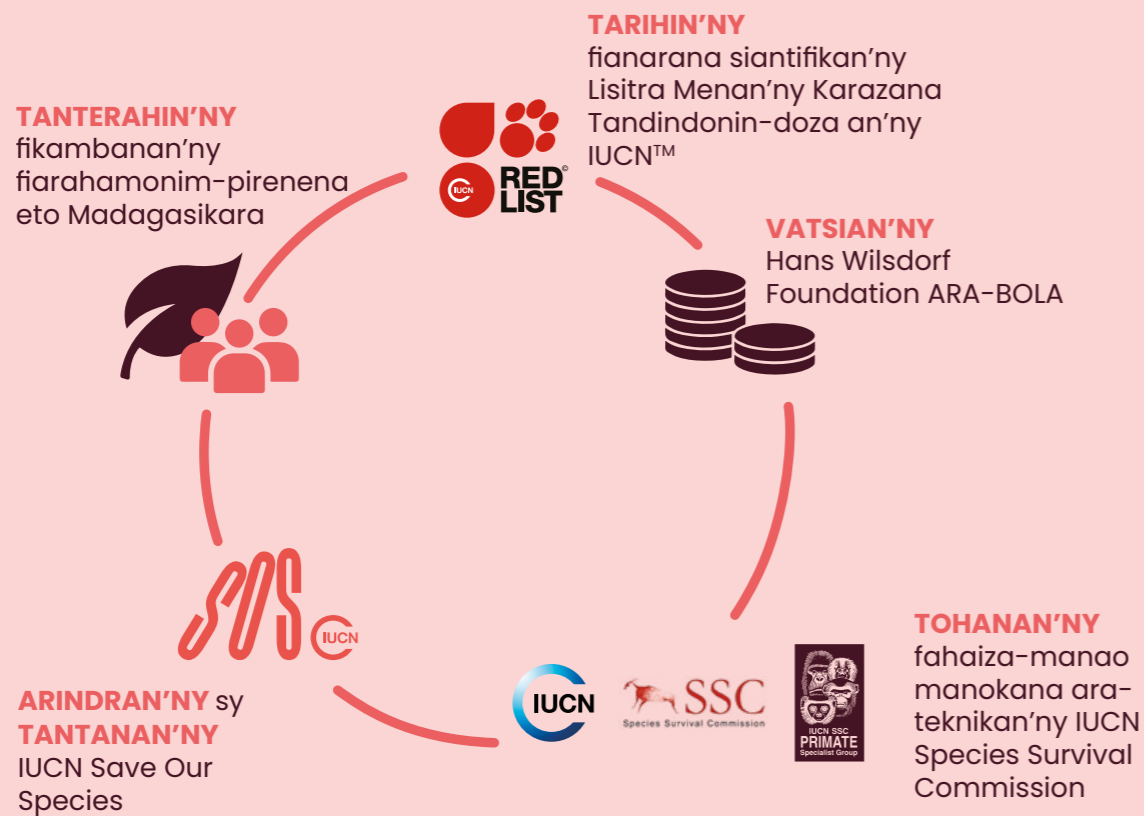 TARIHIN’NY
fianarana siantifikan’ny
Lisitra Menan’ny Karazana
Tandindonin-doza an’ny
IUCN™
IUCN
RED©
LIST
VATSIAN’NY
Hans Wilsdorf
Foundation ARA-BOLA
TOHANAN’NY
fahaiza-manao
manokana ara-
teknikan’ny IUCN
Species Survival
Commission
IUCN
SSC
Species Survival Commission
IUCN SSC
PRIMATE
Specialist Group
SOS
IUCN
ARINDRAN’NY sy
TANTANAN’NY
IUCN Save Our
Species
TANTERAHIN’NY
fikambanan’ny
fiarahamonim-pirenena
eto Madagasikara